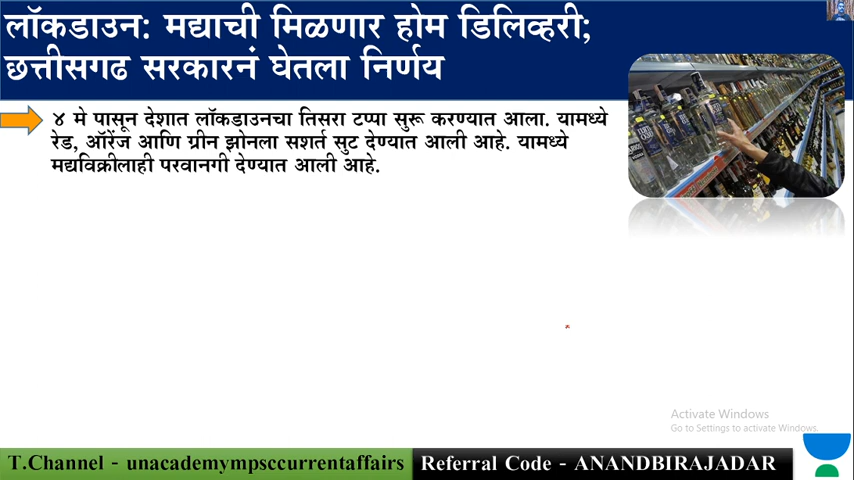 लॉकडाउन: मद्याची मिळणार होम डिलिव्हरी;
छत्तीसगढ सरकारनं घेतला निर्णय
४ मे पासून देशात लॉकडाउनचा तिसरा टप्पा सुरू करण्यात आला. यामध्ये
रेड, ऑरेंज आणि ग्रीन झोनला सशर्त सुट देण्यात आली आहे. यामध्ये
मद्यविक्रीलाही परवानगी देण्यात आली आहे.
Activate Windows
Go to Settings to activate Windows.
T.Channel - unacademympsccurrentaffairs
Referral Code - ANANDBIRAJADAR